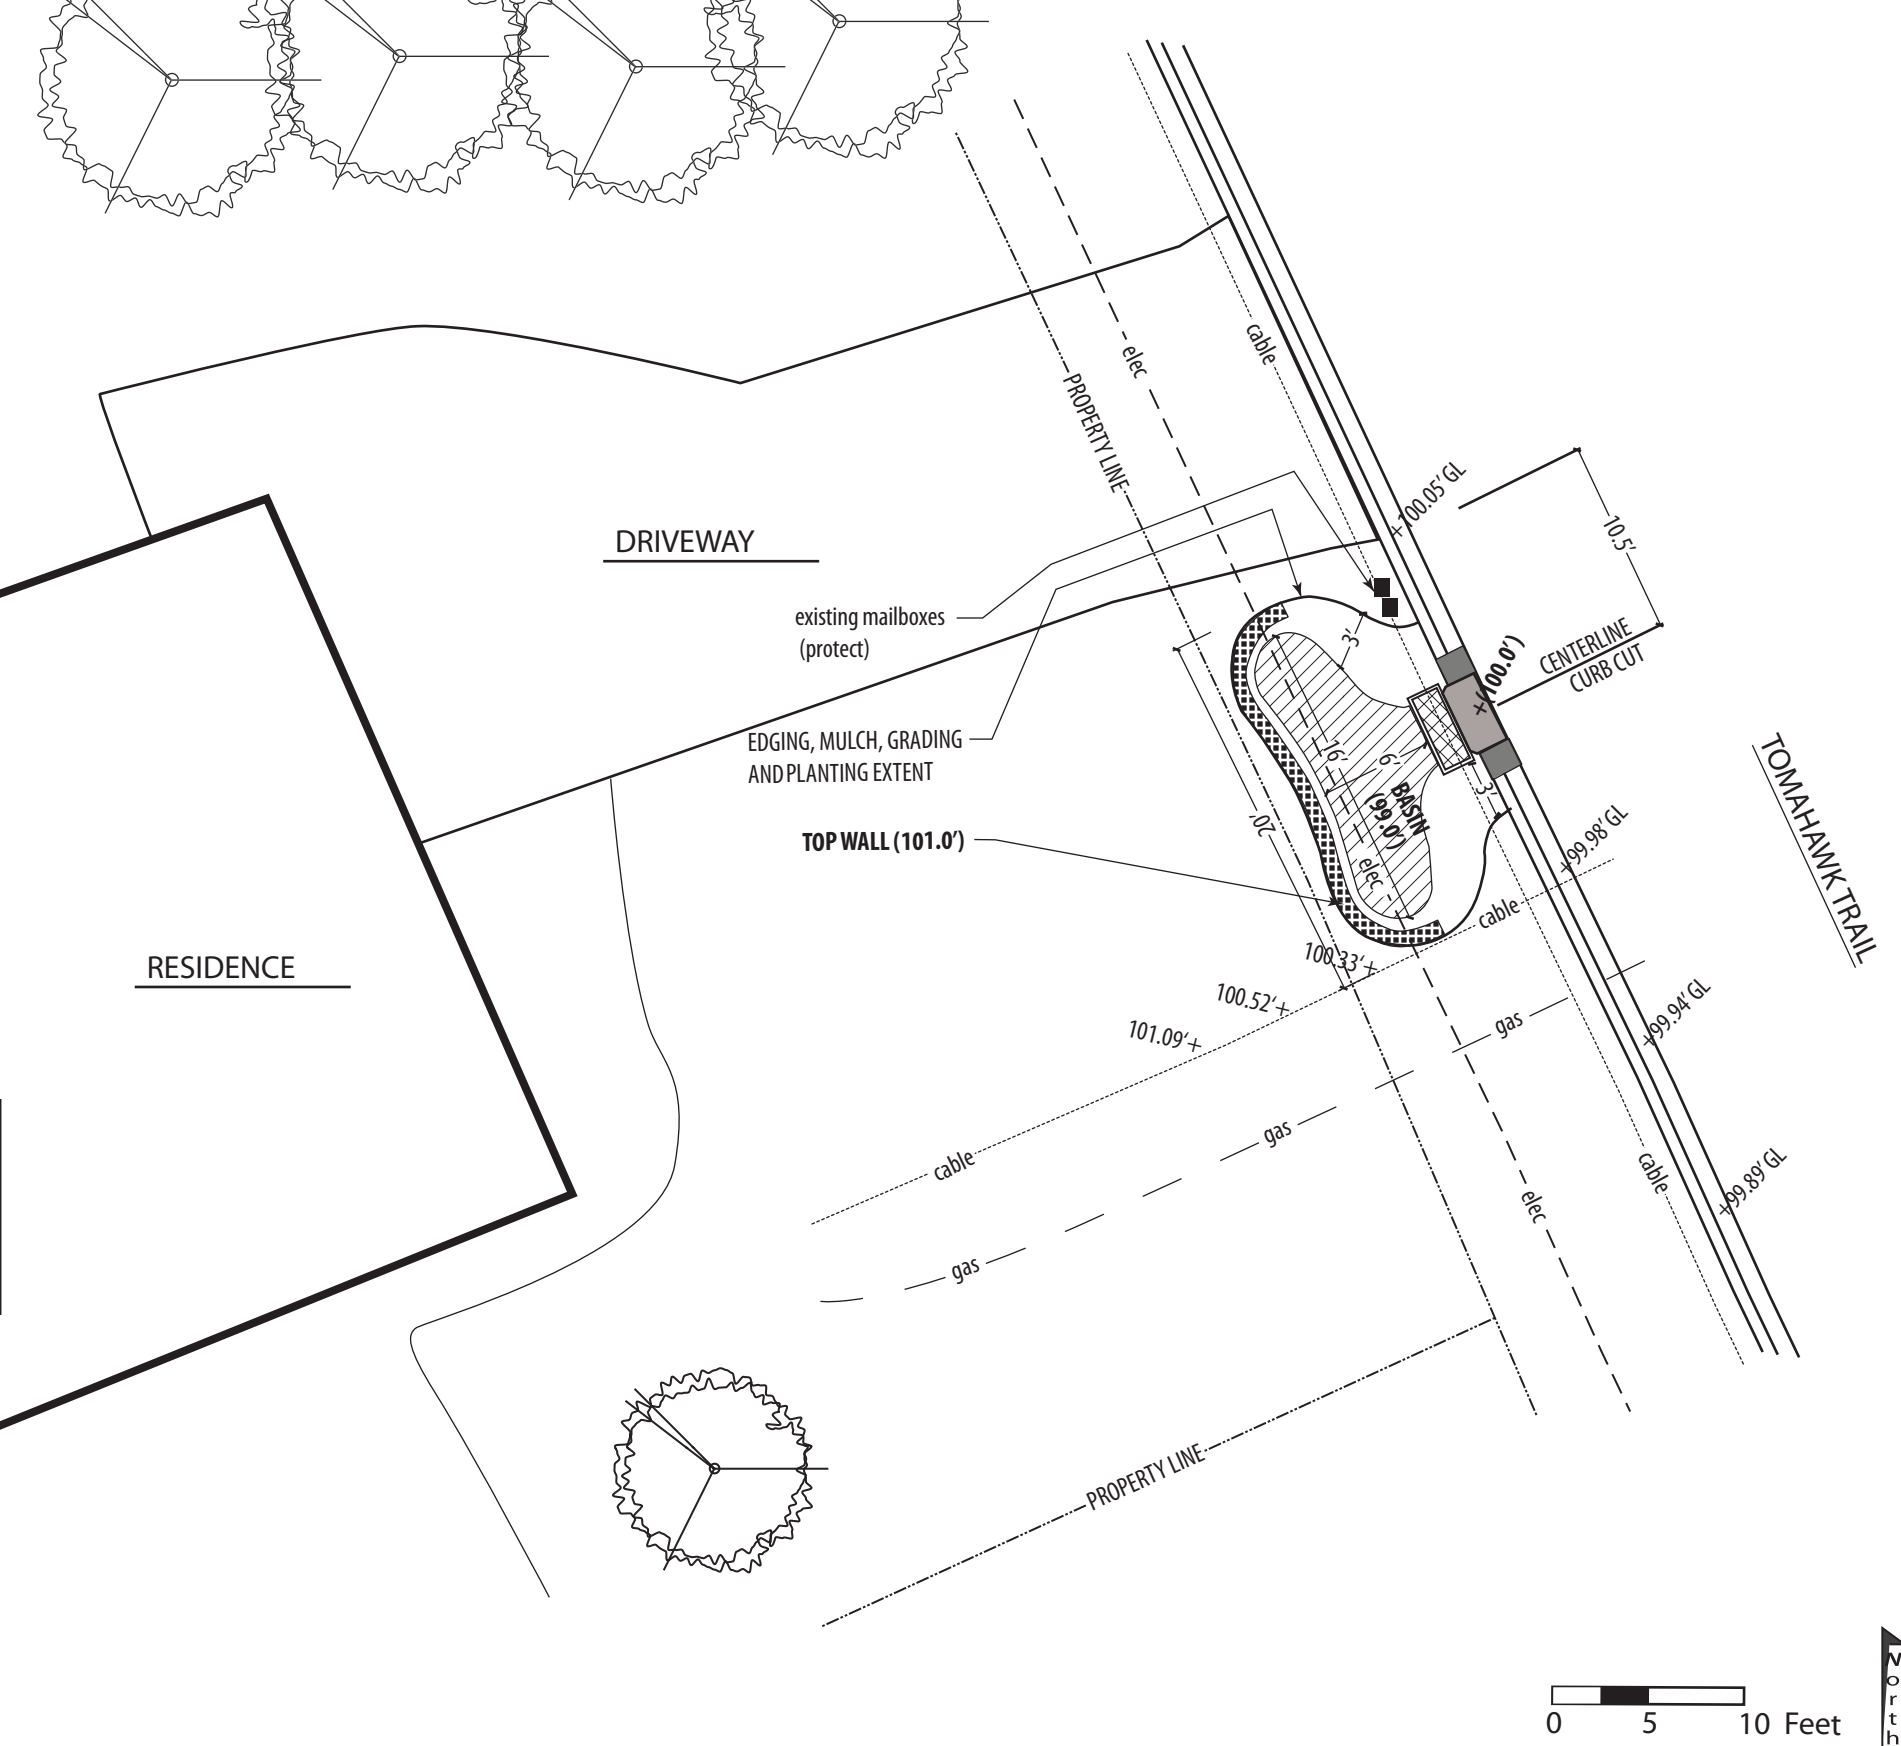 cable
elec
PROPERTY LINE
+100.05' GL
10.5'
DRIVEWAY
existing mailboxes
(protect)
3'
+(100.0')
CENTERLINE
CURB CUT
EDGING, MULCH, GRADING
AND PLANTING EXTENT
16'
6'
BASIN
(99.0')
3'
20'
TOMAHAWK TRAIL
TOP WALL (101.0')
+99.98' GL
elec
cable
RESIDENCE
100.33'+
100.52'+
101.09'+
gas
+99.94' GL
gas
cable
cable
+99.89' GL
elec
gas
PROPERTY LINE
North
0 5 10 Feet